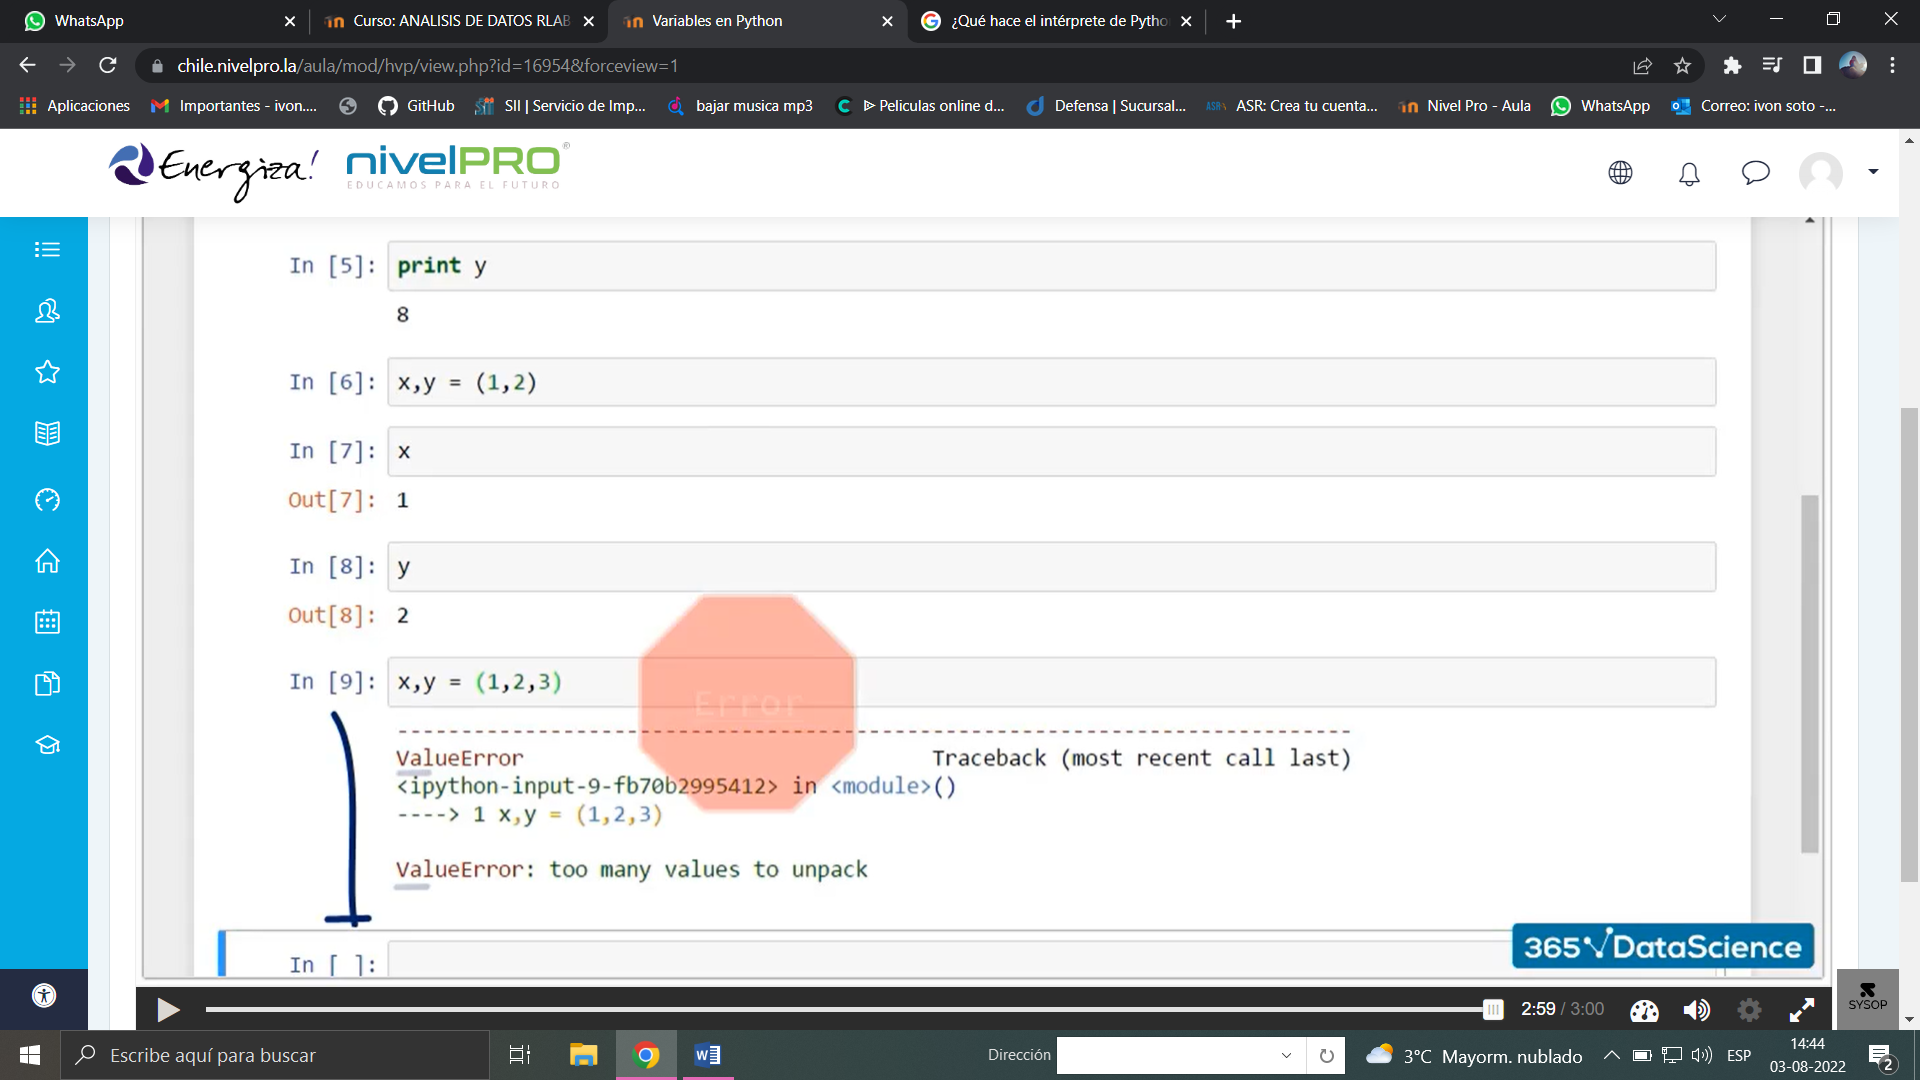 WhatsApp
Curso: ANALISIS DE DATOS RLAB
Variables en Python
¿Qué hace el intérprete de Pytho
chile.nivelpro.la/aula/mod/hvp/view.php?id=16954&forceview=1
Aplicaciones
Importantes - ivon....
GitHub
SII | Servicio de Imp...
bajar musica mp3
Peliculas online d...
Defensa | Sucursal...
ASR: Crea tu cuenta...
Nivel Pro - Aula
WhatsApp
Correo: ivon soto -...
Energiza!
nivelPRO®
EDUCAMOS PARA EL FUTURO
In [5]: print y
8
In [6]: x,y = (1,2)
In [7]: x
Out[7]: 1
In [8]: y
Out[8]: 2
In [9]: x,y = (1,2,3)
Error
---------------------------------------------------------------------------
ValueError Traceback (most recent call last)
<ipython-input-9-fb70b2995412> in <module>()
----> 1 x,y = (1,2,3)
ValueError: too many values to unpack
In [ ]:
365 DataScience
2:59 / 3:00
SYSOP
Escribe aquí para buscar
Dirección
3°C Mayorm. nublado
ESP
14:44
03-08-2022
2